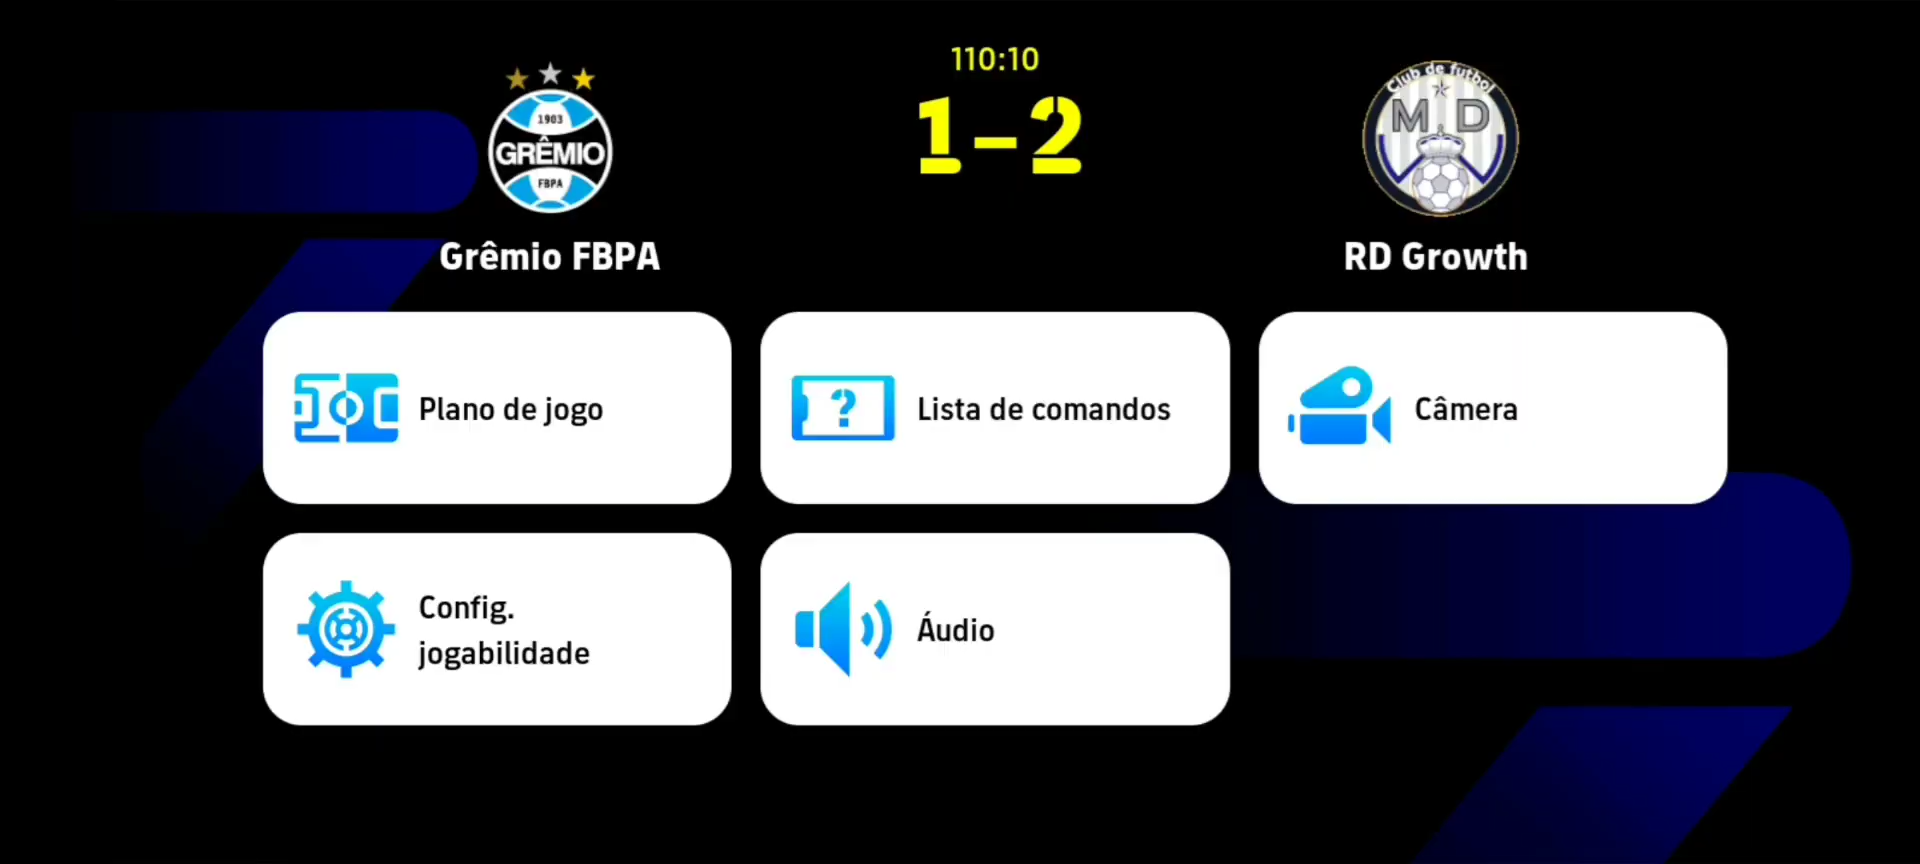 110:10
1-2
1903
GRÊMIO
FBPA
Club de futbol
M D
Grêmio FBPA
RD Growth
Plano de jogo
?
Lista de comandos
Câmera
Config.
jogabilidade
Áudio